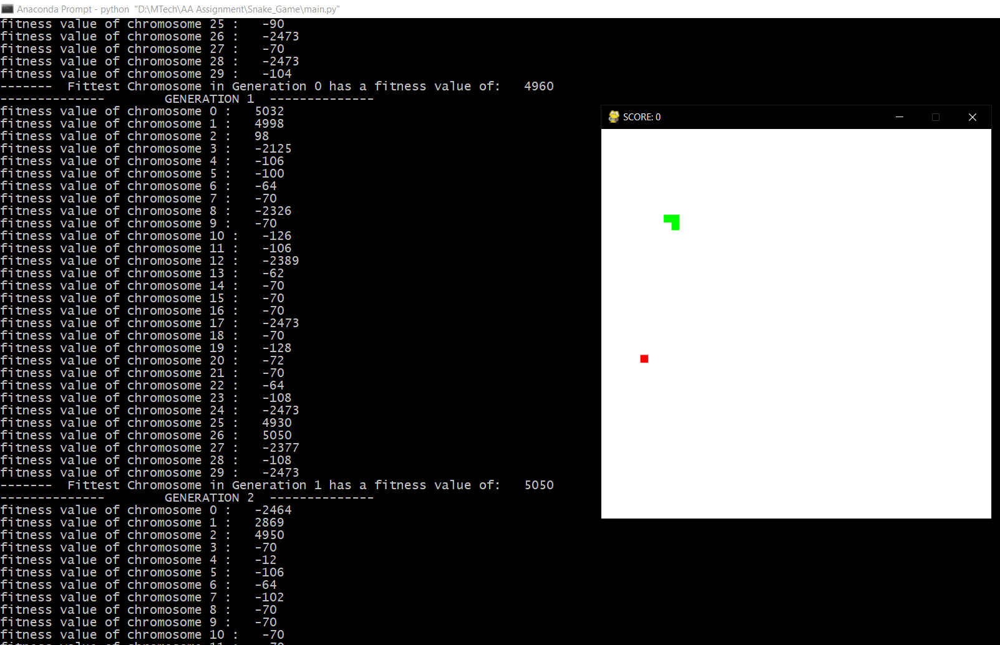 Anaconda Prompt - python "D:\MTech\AA Assignment\Snake_Game\main.py"
fitness value of chromosome 25 : -90
fitness value of chromosome 26 : -2473
fitness value of chromosome 27 : -70
fitness value of chromosome 28 : -2473
fitness value of chromosome 29 : -104
------- Fittest Chromosome in Generation 0 has a fitness value of: 4960
-------------- GENERATION 1 --------------
fitness value of chromosome 0 : 5032
fitness value of chromosome 1 : 4998
fitness value of chromosome 2 : 98
fitness value of chromosome 3 : -2125
fitness value of chromosome 4 : -106
fitness value of chromosome 5 : -100
fitness value of chromosome 6 : -64
fitness value of chromosome 7 : -70
fitness value of chromosome 8 : -2326
fitness value of chromosome 9 : -70
fitness value of chromosome 10 : -126
fitness value of chromosome 11 : -106
fitness value of chromosome 12 : -2389
fitness value of chromosome 13 : -62
fitness value of chromosome 14 : -70
fitness value of chromosome 15 : -70
fitness value of chromosome 16 : -70
fitness value of chromosome 17 : -2473
fitness value of chromosome 18 : -70
fitness value of chromosome 19 : -128
fitness value of chromosome 20 : -72
fitness value of chromosome 21 : -70
fitness value of chromosome 22 : -64
fitness value of chromosome 23 : -108
fitness value of chromosome 24 : -2473
fitness value of chromosome 25 : 4930
fitness value of chromosome 26 : 5050
fitness value of chromosome 27 : -2377
fitness value of chromosome 28 : -108
fitness value of chromosome 29 : -2473
------- Fittest Chromosome in Generation 1 has a fitness value of: 5050
-------------- GENERATION 2 --------------
fitness value of chromosome 0 : -2464
fitness value of chromosome 1 : 2869
fitness value of chromosome 2 : 4950
fitness value of chromosome 3 : -70
fitness value of chromosome 4 : -12
fitness value of chromosome 5 : -106
fitness value of chromosome 6 : -64
fitness value of chromosome 7 : -102
fitness value of chromosome 8 : -70
fitness value of chromosome 9 : -70
fitness value of chromosome 10 : -70
fitness value of chromosome 11 : -70
SCORE: 0